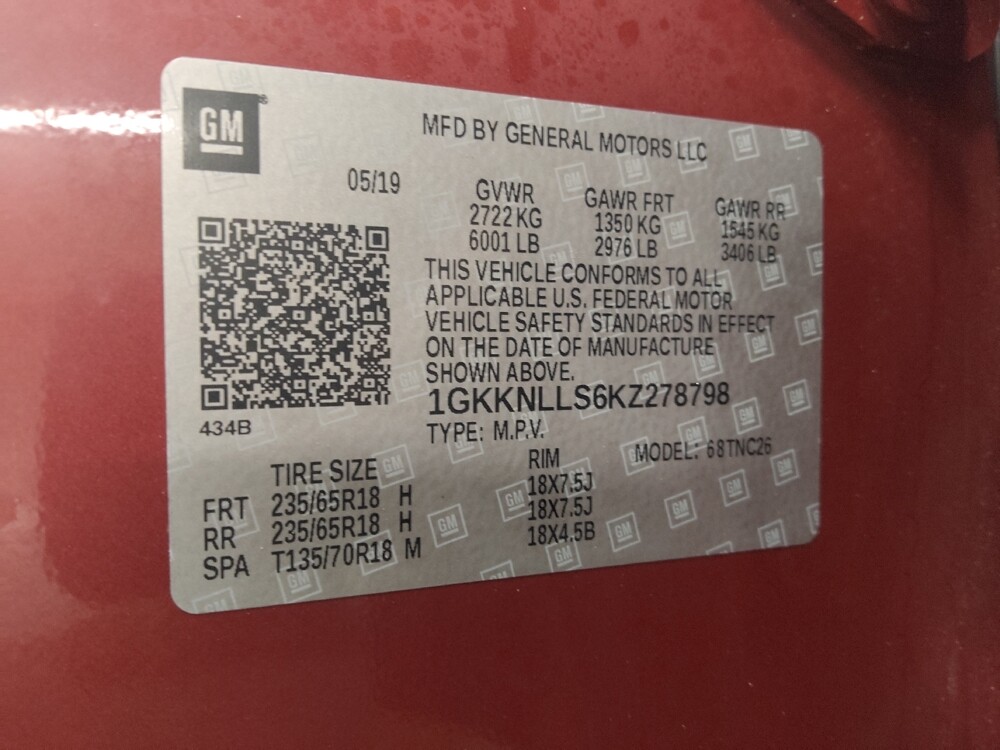 GM
MFD BY GENERAL MOTORS LLC
05/19
GVWR GAWR FRT GAWR RR
2722 KG 1350 KG 1545 KG
6001 LB 2976 LB 3406 LB
THIS VEHICLE CONFORMS TO ALL
APPLICABLE U.S. FEDERAL MOTOR
VEHICLE SAFETY STANDARDS IN EFFECT
ON THE DATE OF MANUFACTURE
SHOWN ABOVE.
1GKKNLLS6KZ278798
434B
TYPE: M.P.V. MODEL: 68TNC26
TIRE SIZE RIM
FRT 235/65R18 H 18X7.5J
RR 235/65R18 H 18X7.5J
SPA T135/70R18 M 18X4.5B